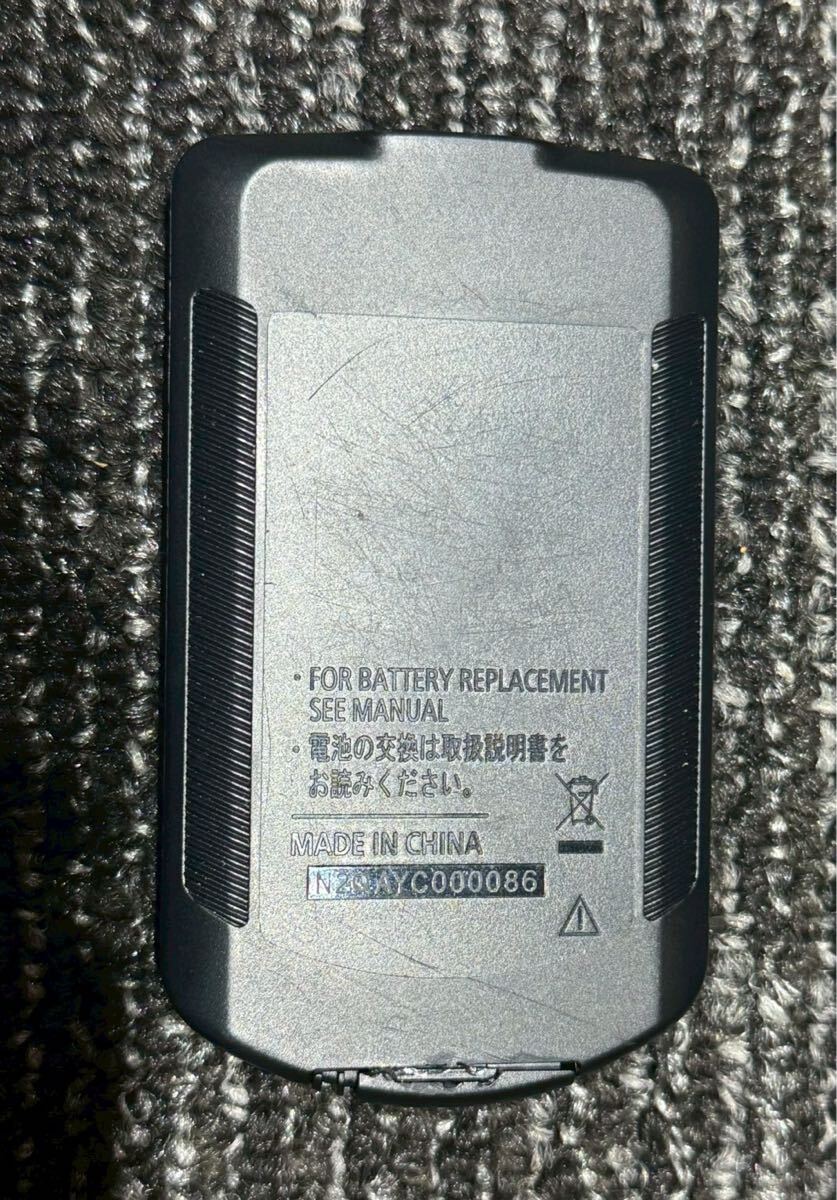 ・FOR BATTERY REPLACEMENT
SEE MANUAL
・電池の交換は取扱説明書を
お読みください。
MADE IN CHINA